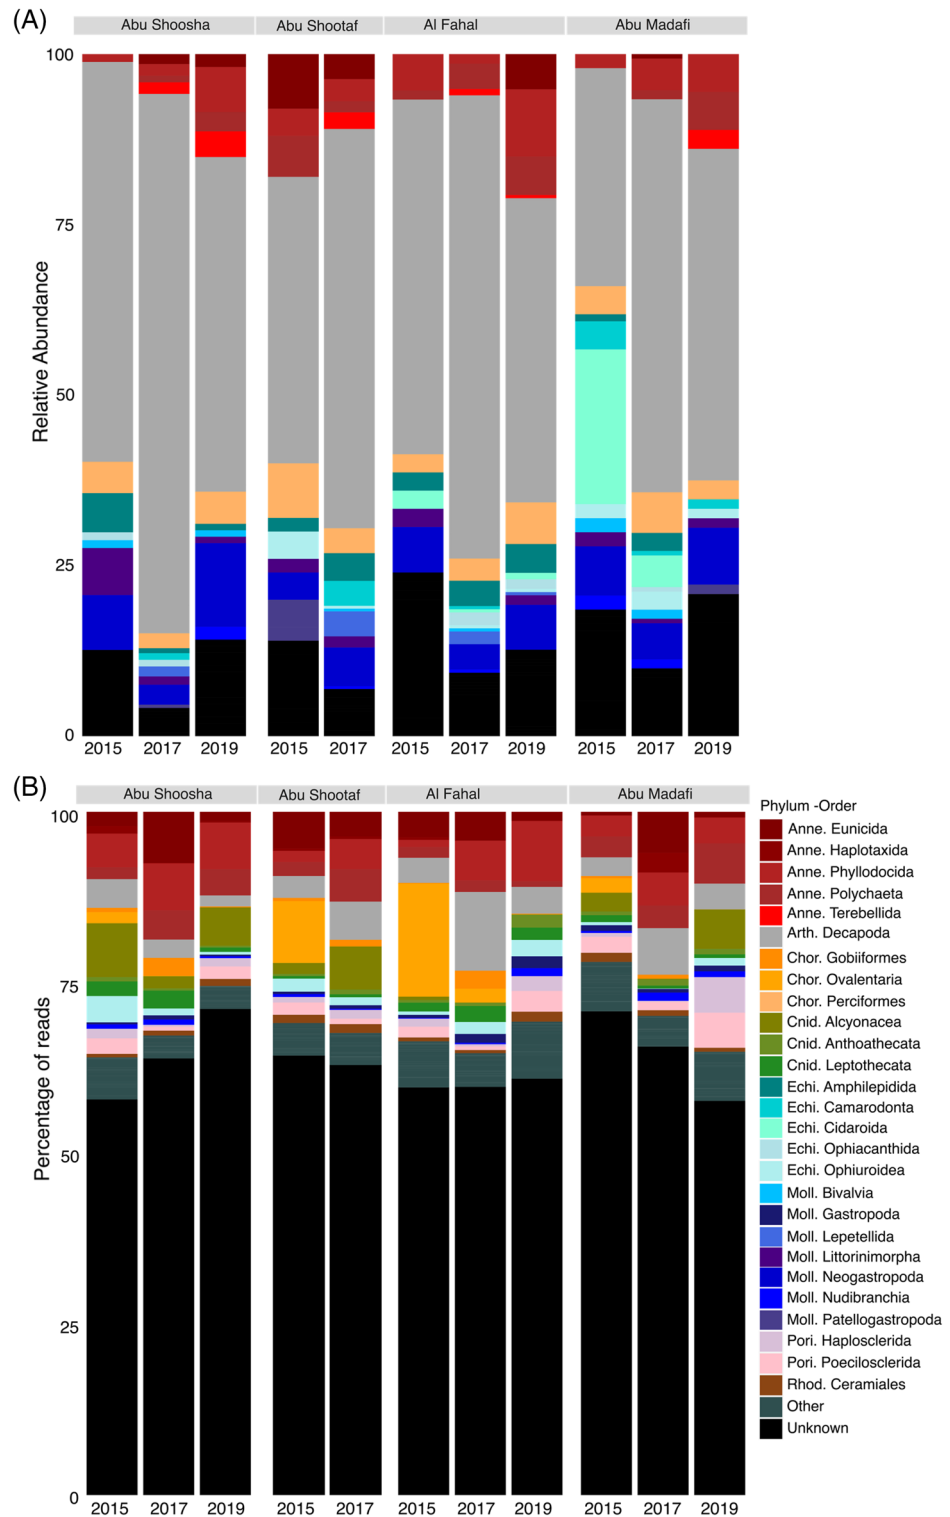 (A)
Abu Shoosha Abu Shootaf Al Fahal Abu Madafi
100
75
50
25
0
Relative Abundance
2015 2017 2019 2015 2017 2015 2017 2019 2015 2017 2019
(B)
Abu Shoosha Abu Shootaf Al Fahal Abu Madafi
100
75
50
25
0
Percentage of reads
2015 2017 2019 2015 2017 2015 2017 2019 2015 2017 2019
Phylum -Order
Anne. Eunicida
Anne. Haplotaxida
Anne. Phyllodocida
Anne. Polychaeta
Anne. Terebellida
Arth. Decapoda
Chor. Gobiiformes
Chor. Ovalentaria
Chor. Perciformes
Cnid. Alcyonacea
Cnid. Anthoathecata
Cnid. Leptothecata
Echi. Amphilepidida
Echi. Camarodonta
Echi. Cidaroida
Echi. Ophiacanthida
Echi. Ophiuroidea
Moll. Bivalvia
Moll. Gastropoda
Moll. Lepetellida
Moll. Littorinimorpha
Moll. Neogastropoda
Moll. Nudibranchia
Moll. Patellogastropoda
Pori. Haplosclerida
Pori. Poecilosclerida
Rhod. Ceramiales
Other
Unknown